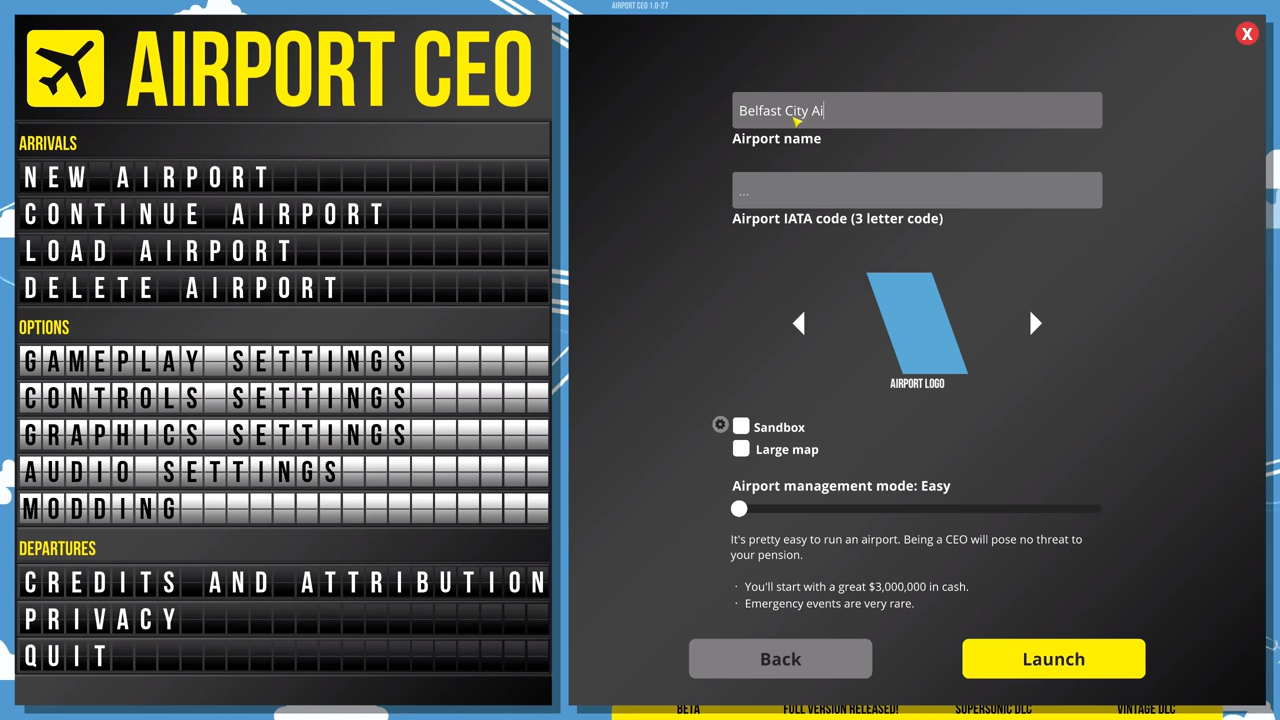 AIRPORT CEO 1.0-27
AIRPORT CEO
ARRIVALS
NEW AIRPORT
CONTINUE AIRPORT
LOAD AIRPORT
DELETE AIRPORT
OPTIONS
GAMEPLAY SETTINGS
CONTROLS SETTINGS
GRAPHICS SETTINGS
AUDIO SETTINGS
MODDING
DEPARTURES
CREDITS AND ATTRIBUTION
PRIVACY
QUIT
X
Belfast City Ai
Airport name
...
Airport IATA code (3 letter code)
AIRPORT LOGO
Sandbox
Large map
Airport management mode: Easy
It's pretty easy to run an airport. Being a CEO will pose no threat to
your pension.
· You'll start with a great $3,000,000 in cash.
· Emergency events are very rare.
Back
Launch
BETA
FULL VERSION RELEASED!
SUPERSONIC DLC
VINTAGE DLC